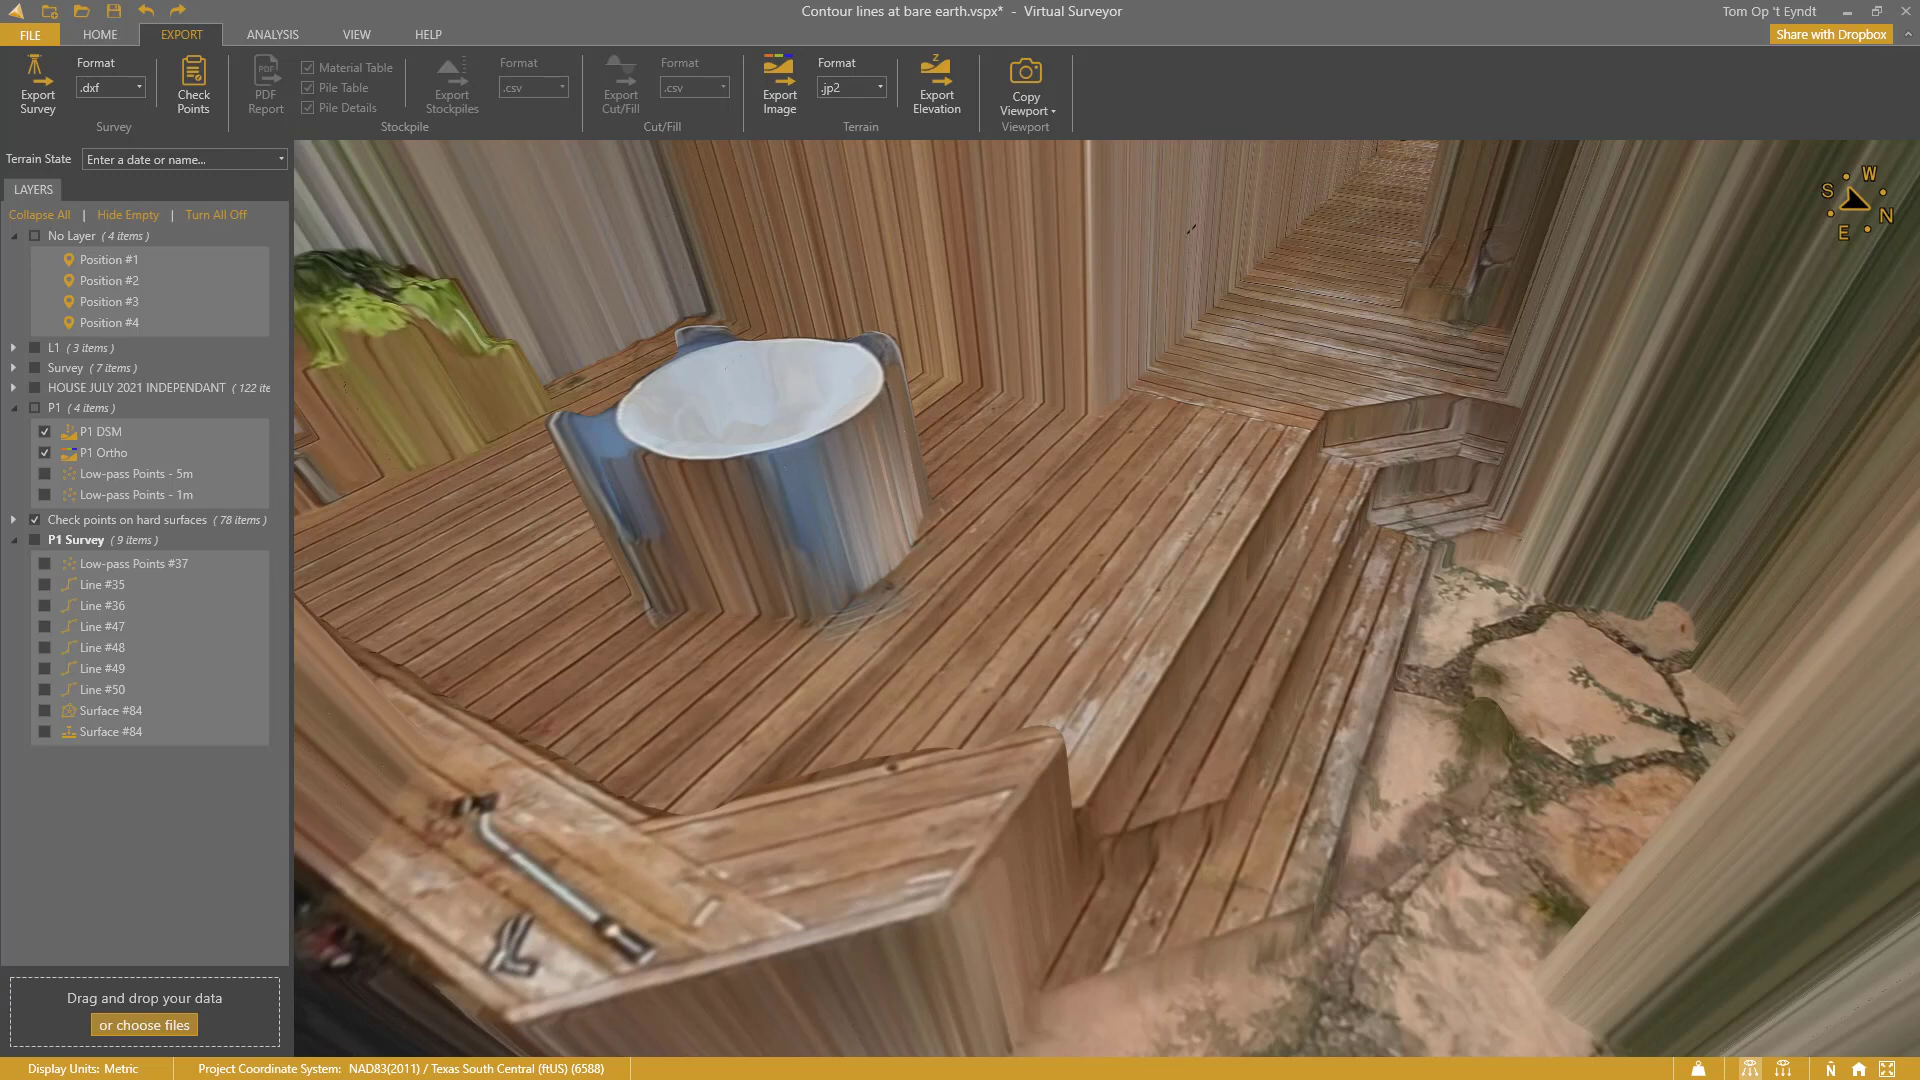 Contour lines at bare earth.vspx* - Virtual Surveyor
Tom Op 't Eyndt
FILE HOME EXPORT ANALYSIS VIEW HELP
Share with Dropbox
Export Survey
Format
.dxf
Check Points
Survey
PDF Report
Material Table
Pile Table
Pile Details
Export Stockpiles
Format
.csv
Stockpile
Export Cut/Fill
Format
.csv
Cut/Fill
Export Image
Format
.jp2
Export Elevation
Terrain
Copy Viewport
Viewport
Terrain State
Enter a date or name...
LAYERS
Collapse All | Hide Empty | Turn All Off
No Layer ( 4 items )
Position #1
Position #2
Position #3
Position #4
L1 ( 3 items )
Survey ( 7 items )
HOUSE JULY 2021 INDEPENDANT ( 122 ite
P1 ( 4 items )
P1 DSM
P1 Ortho
Low-pass Points - 5m
Low-pass Points - 1m
Check points on hard surfaces ( 78 items )
P1 Survey ( 9 items )
Low-pass Points #37
Line #35
Line #36
Line #47
Line #48
Line #49
Line #50
Surface #84
Surface #84
Drag and drop your data
or choose files
W
S
N
E
Display Units: Metric
Project Coordinate System: NAD83(2011) / Texas South Central (ftUS) (6588)